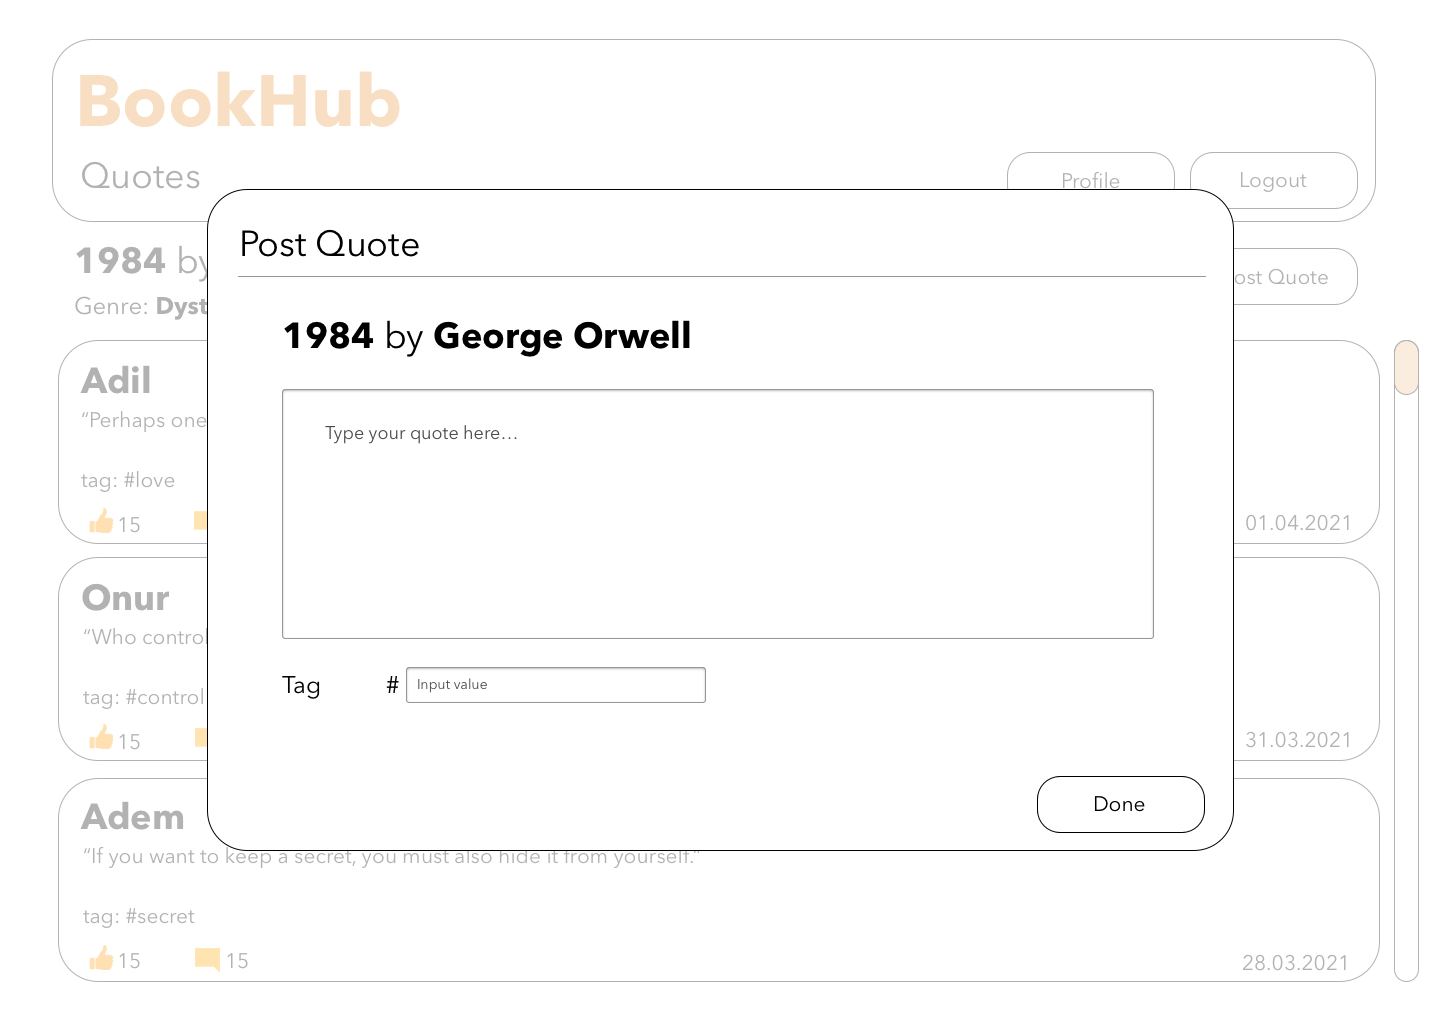 BookHub
Quotes
Profile
Logout
Post Quote
1984 by
Genre:
ost Quote
1984 by George Orwell
Adil
“Perhaps one
Type your quote here...
tag: #love
15
01.04.2021
Onur
“Who control
Tag # Input value
tag: #control
15
31.03.2021
Done
Adem
“If you want to keep a secret, you must also hide it from yourself.”
tag: #secret
15 15
28.03.2021